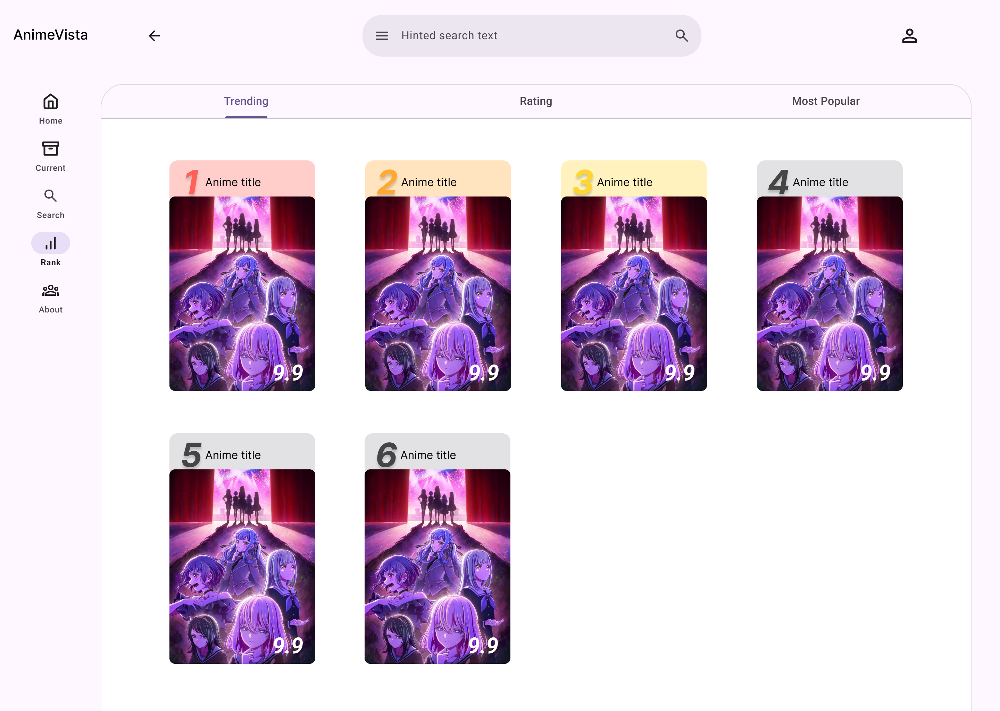 AnimeVista
Hinted search text
Home
Current
Search
Rank
About
Trending
Rating
Most Popular
1 Anime title
9.9
2 Anime title
9.9
3 Anime title
9.9
4 Anime title
9.9
5 Anime title
9.9
6 Anime title
9.9